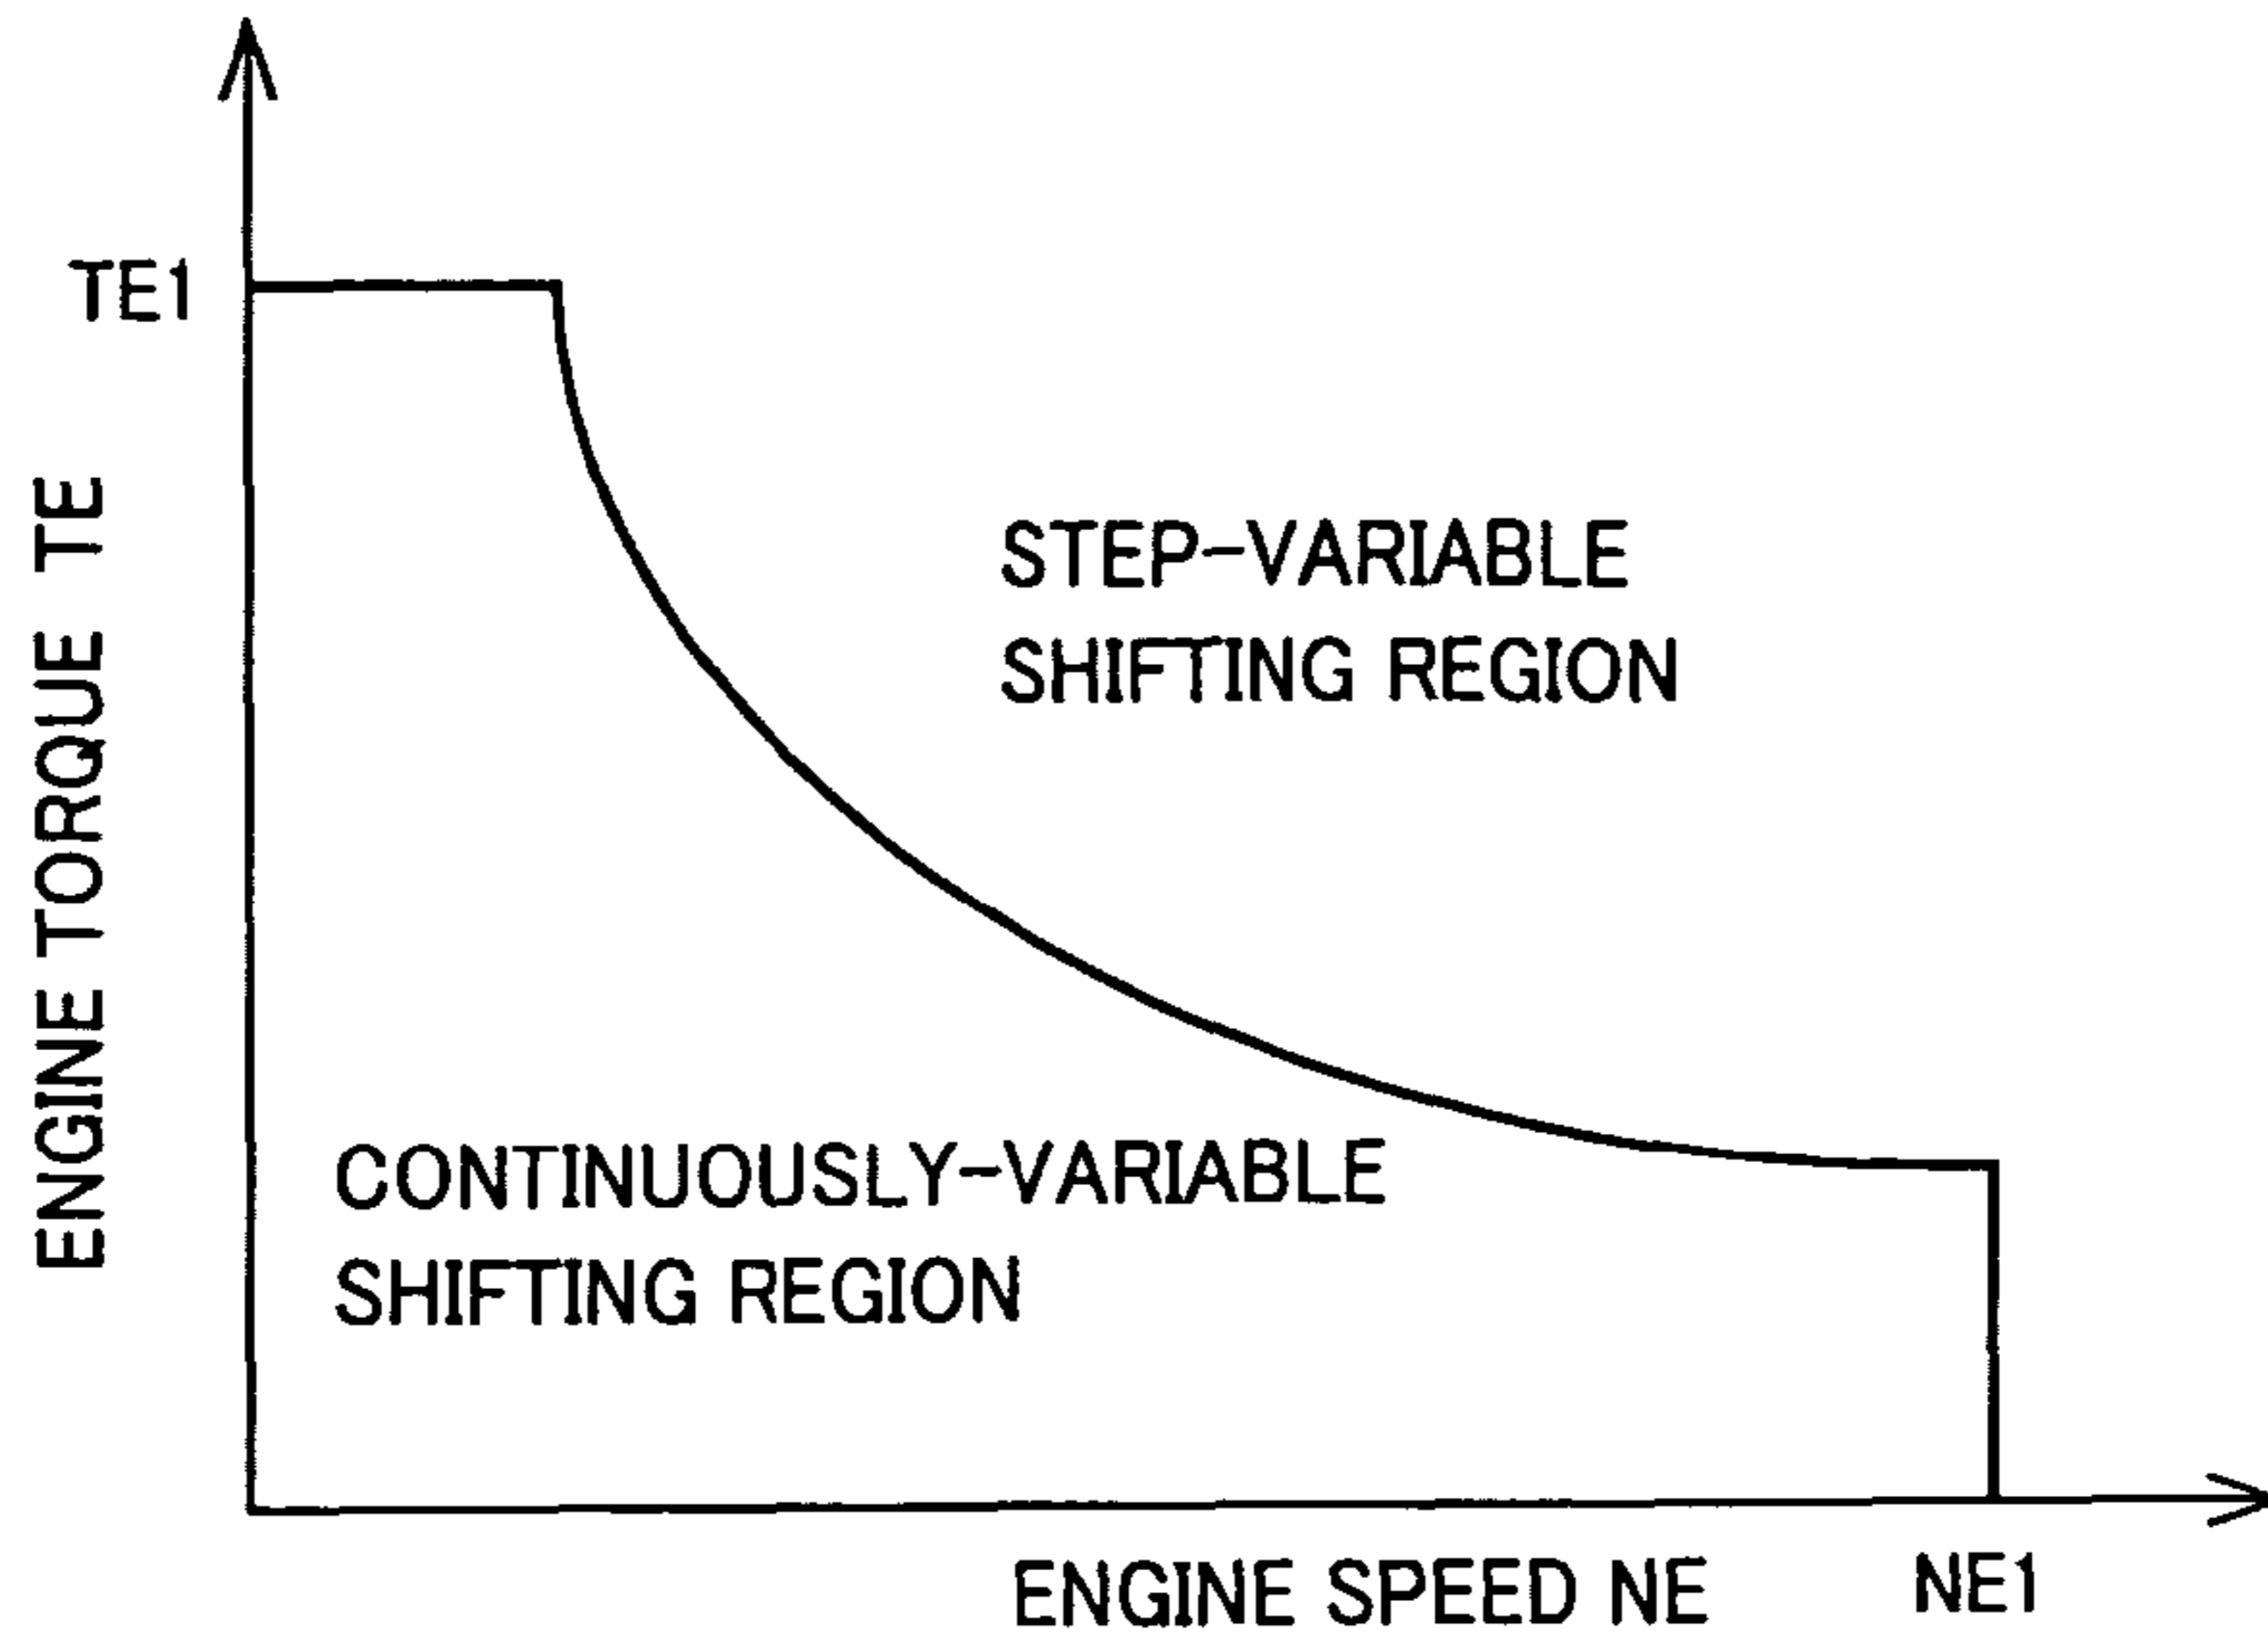 TE1
ENGINE TORQUE TE
STEP-VARIABLE
SHIFTING REGION
CONTINUOUSLY-VARIABLE
SHIFTING REGION
ENGINE SPEED NE
NE1